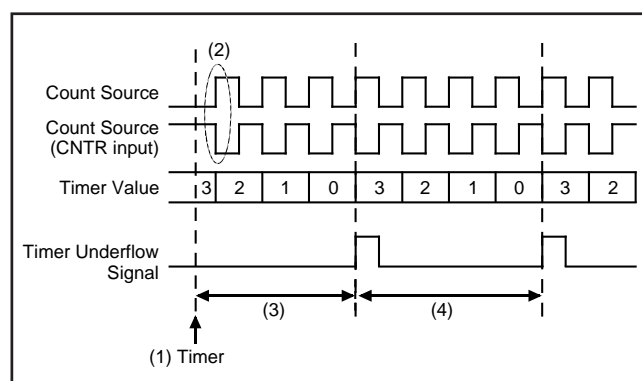 (2)
Count Source
Count Source
(CNTR input)
Timer Value 3 2 1 0 3 2 1 0 3 2
Timer Underflow
Signal
(3) (4)
(1) Timer